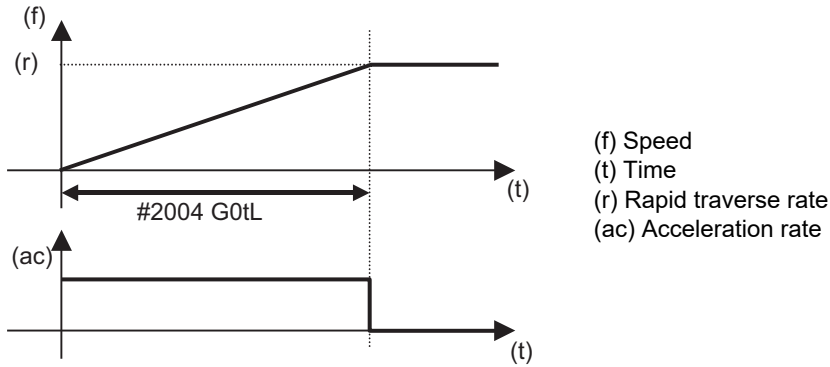 (f)
(r)
(t)
#2004 G0tL
(ac)
(t)
(f) Speed
(t) Time
(r) Rapid traverse rate
(ac) Acceleration rate